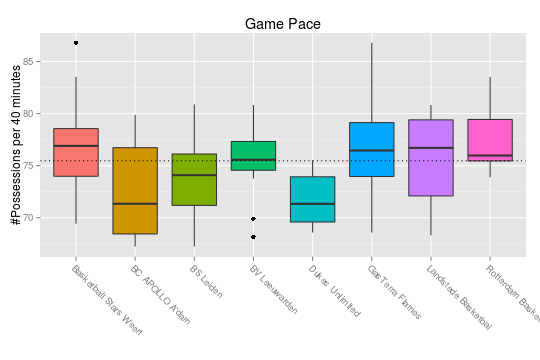 Game Pace
#Possessions per 40 minutes
85
80
75
70
Basketball Stars Weert
BC APOLLO A'dam
BS Leiden
BV Leeuwarden
Dukes Unlimited
GasTerra Flames
Landstede Basketbal
Rotterdam